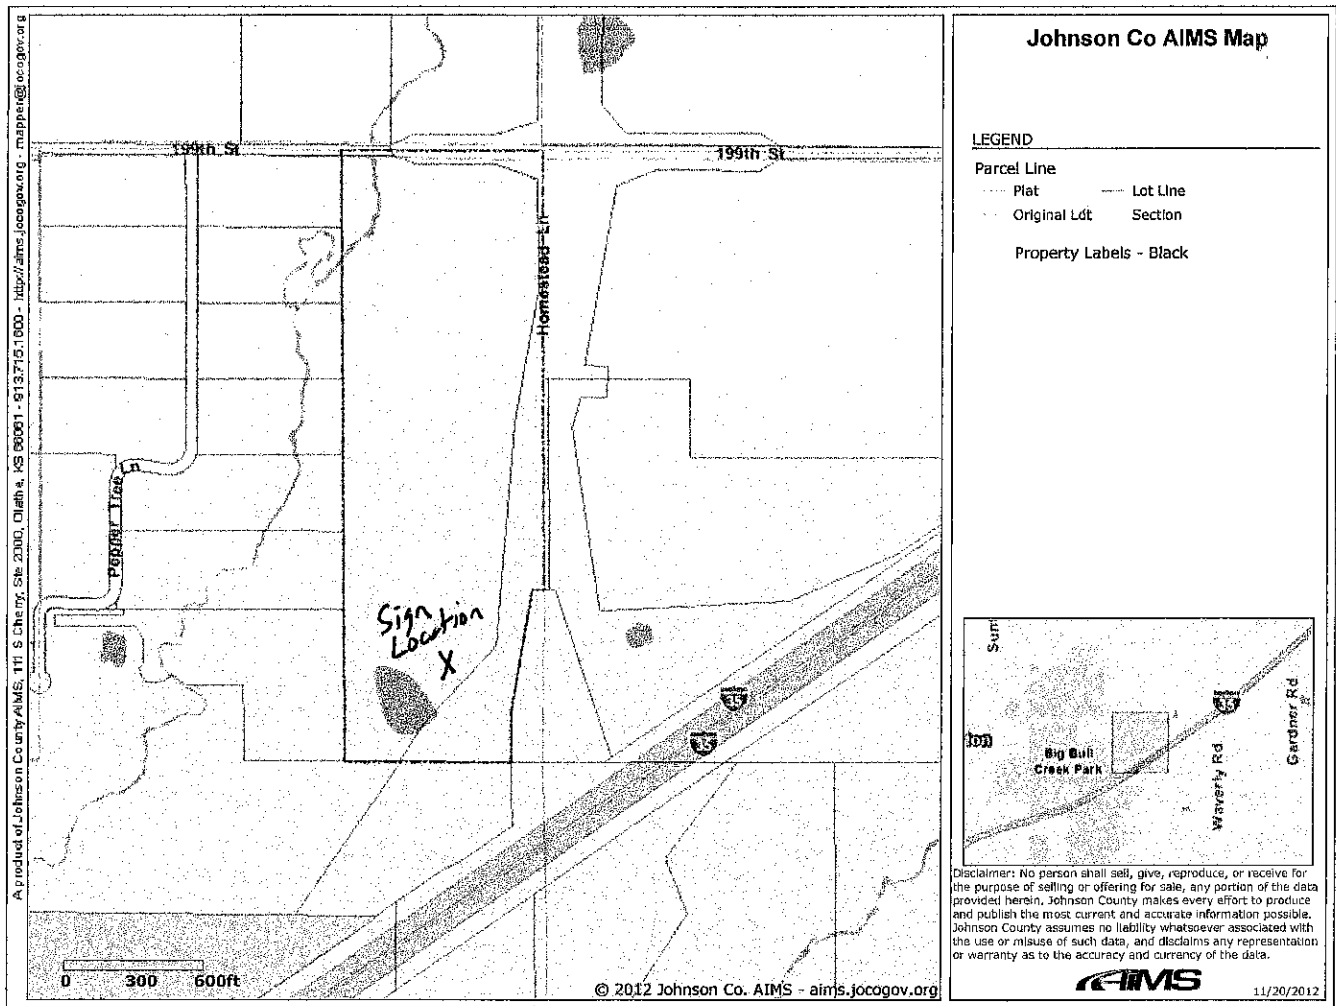 Johnson Co AIMS Map
LEGEND
Parcel Line
Plat
Lot Line
Original Lot
Section
Property Labels - Black
199th St
199th St
Homestead Ln
Pepper Tree Ln
Sign
Location
X
35
35
0 300 600ft
© 2012 Johnson Co. AIMS - aims.jocogov.org
A product of Johnson County AIMS, 111 S Cherry, Ste 2000, Olathe, KS 66061 - 913.715.1600 - http://aims.jocogov.org - mapper@jocogov.org
Big Bull
Creek Park
35
Waverly Rd
Gardner Rd
Disclaimer: No person shall sell, give, reproduce, or receive for
the purpose of selling or offering for sale, any portion of the data
provided herein. Johnson County makes every effort to produce
and publish the most current and accurate information possible.
Johnson County assumes no liability whatsoever associated with
the use or misuse of such data, and disclaims any representation
or warranty as to the accuracy and currency of the data.
AIMS
11/20/2012